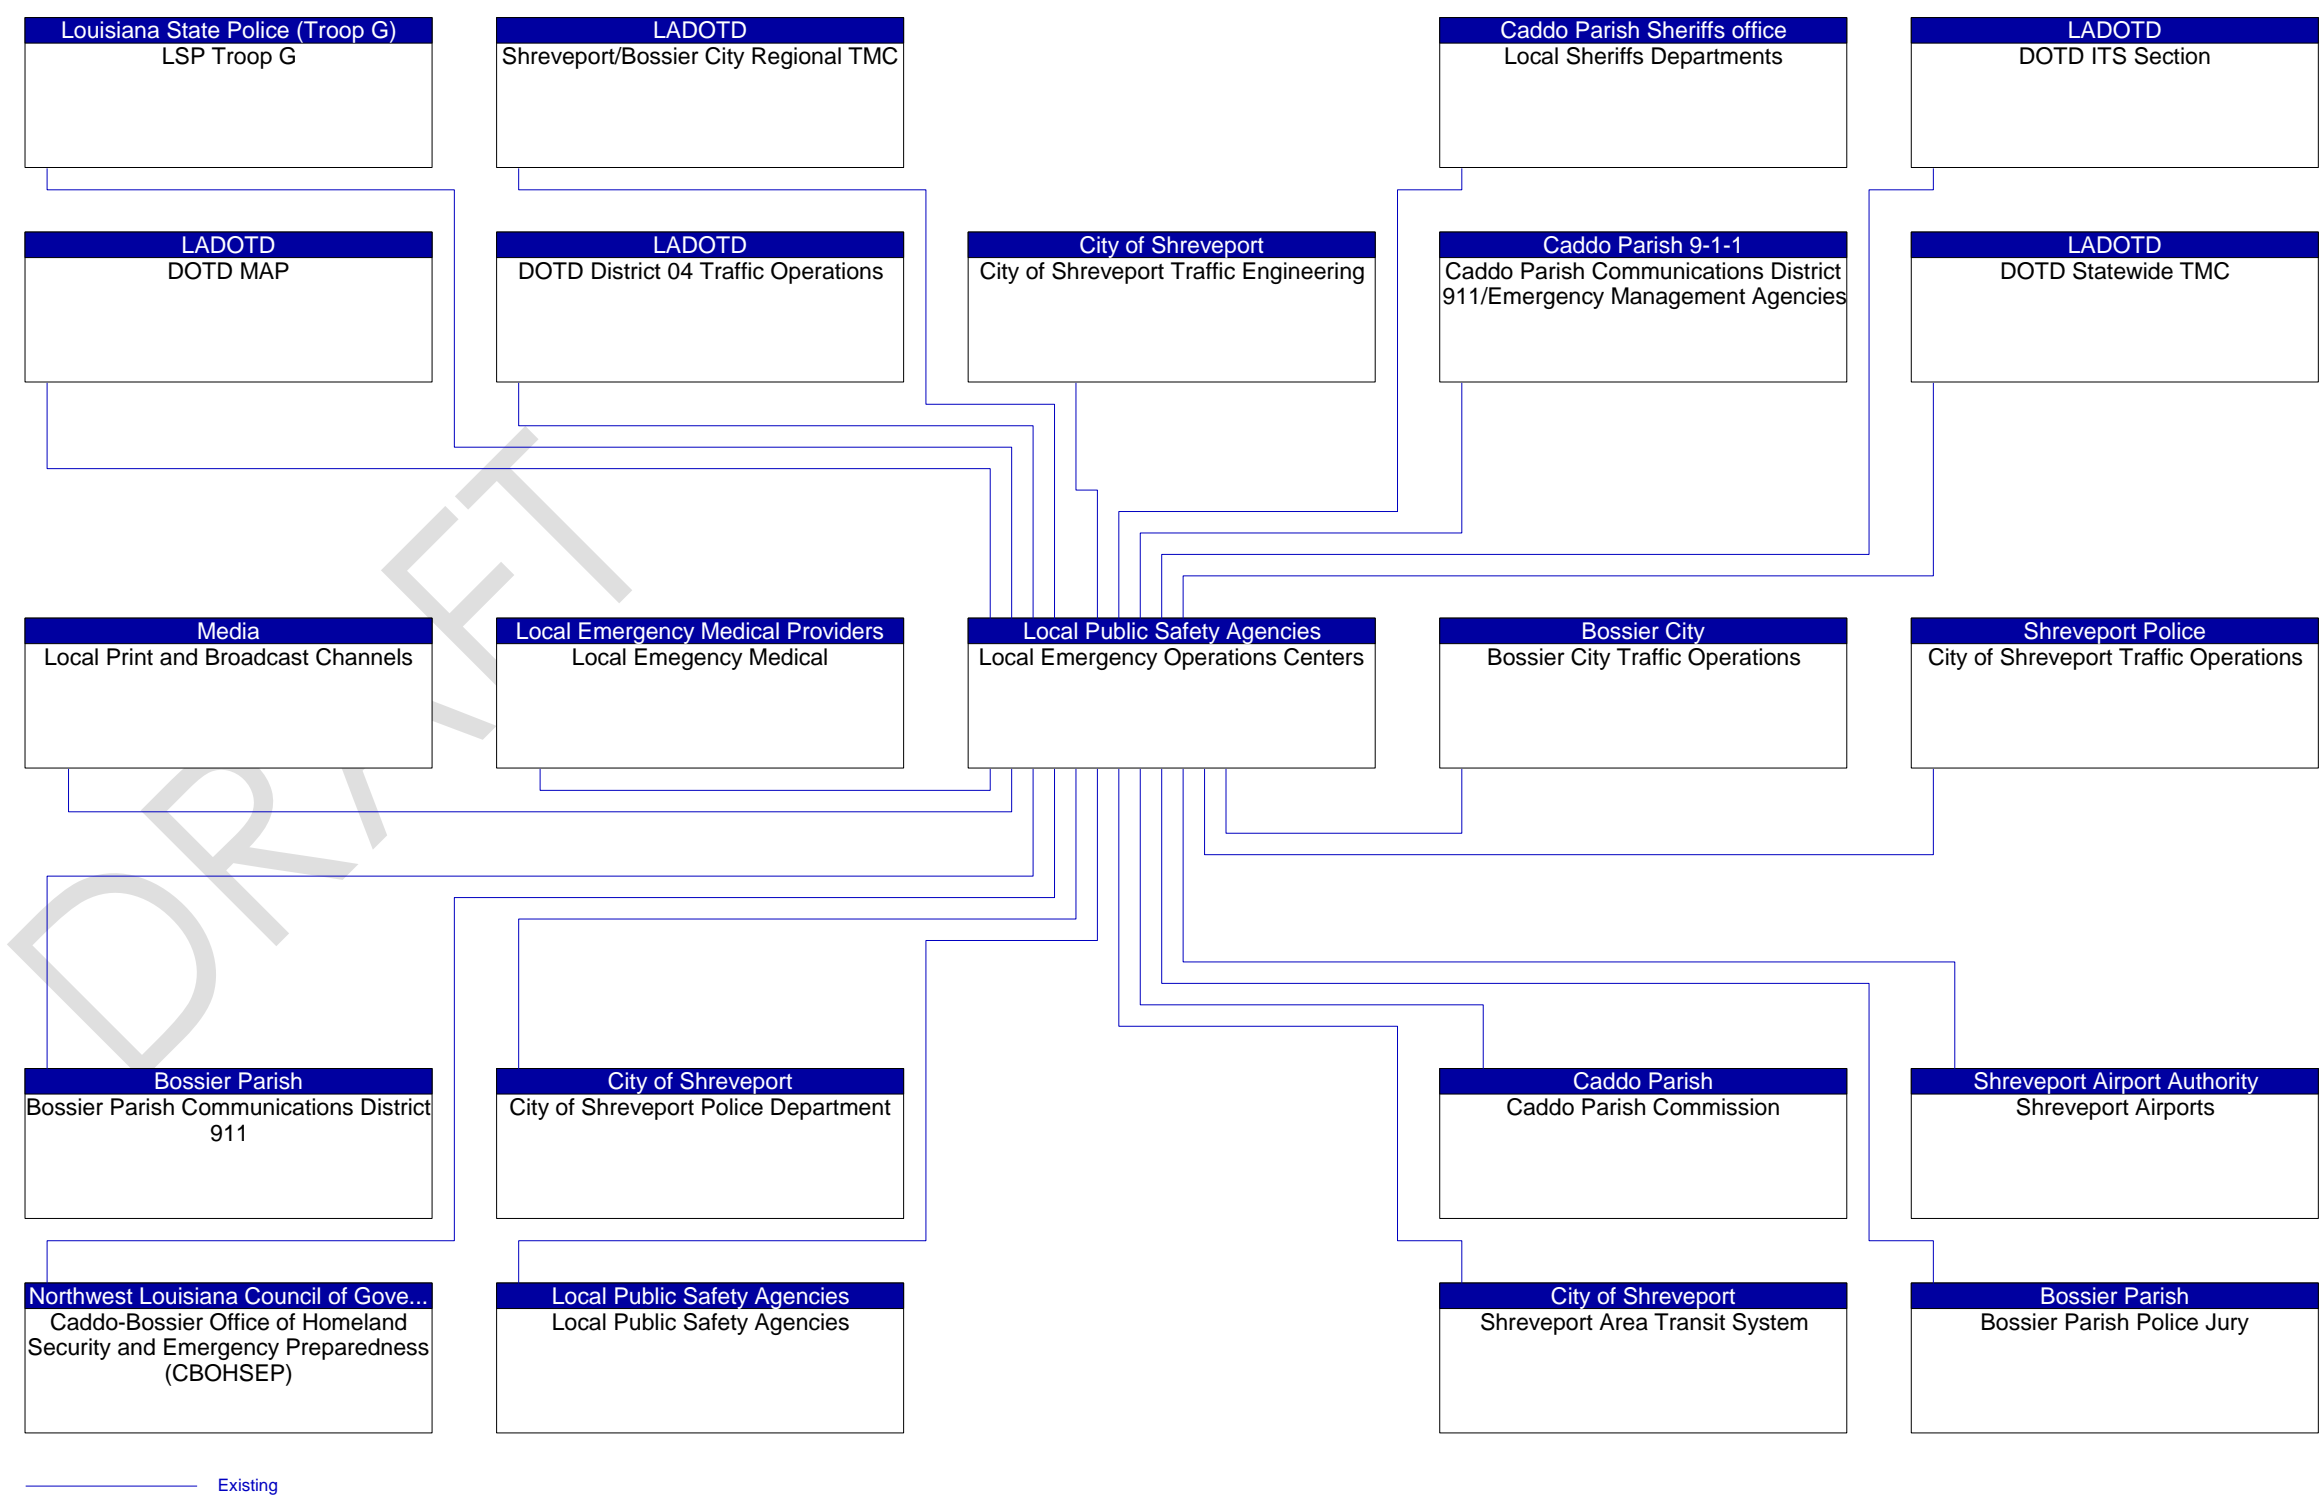 Louisiana State Police (Troop G)
LSP Troop G
LADOTD
Shreveport/Bossier City Regional TMC
Caddo Parish Sheriffs office
Local Sheriffs Departments
LADOTD
DOTD ITS Section
LADOTD
DOTD MAP
LADOTD
DOTD District 04 Traffic Operations
City of Shreveport
City of Shreveport Traffic Engineering
Caddo Parish 9-1-1
Caddo Parish Communications District
911/Emergency Management Agencies
LADOTD
DOTD Statewide TMC
DRAFT
Media
Local Print and Broadcast Channels
Local Emergency Medical Providers
Local Emegency Medical
Local Public Safety Agencies
Local Emergency Operations Centers
Bossier City
Bossier City Traffic Operations
Shreveport Police
City of Shreveport Traffic Operations
Bossier Parish
Bossier Parish Communications District
911
City of Shreveport
City of Shreveport Police Department
Caddo Parish
Caddo Parish Commission
Shreveport Airport Authority
Shreveport Airports
Northwest Louisiana Council of Gove...
Caddo-Bossier Office of Homeland
Security and Emergency Preparedness
(CBOHSEP)
Local Public Safety Agencies
Local Public Safety Agencies
City of Shreveport
Shreveport Area Transit System
Bossier Parish
Bossier Parish Police Jury
Existing